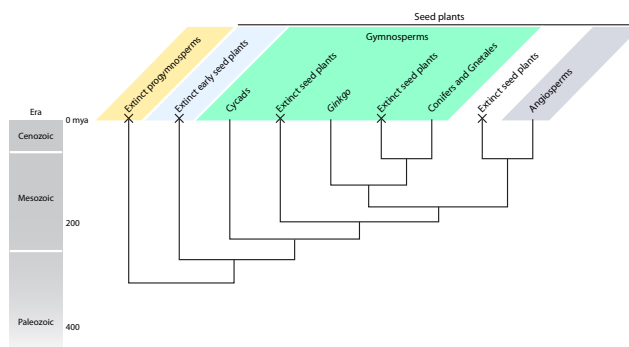 Seed plants
Gymnosperms
Extinct progymnosperms
Extinct early seed plants
Cycads
Extinct seed plants
Ginkgo
Extinct seed plants
Conifers and Gnetales
Extinct seed plants
Angiosperms
Era
0 mya
Cenozoic
Mesozoic
200
Paleozoic
400